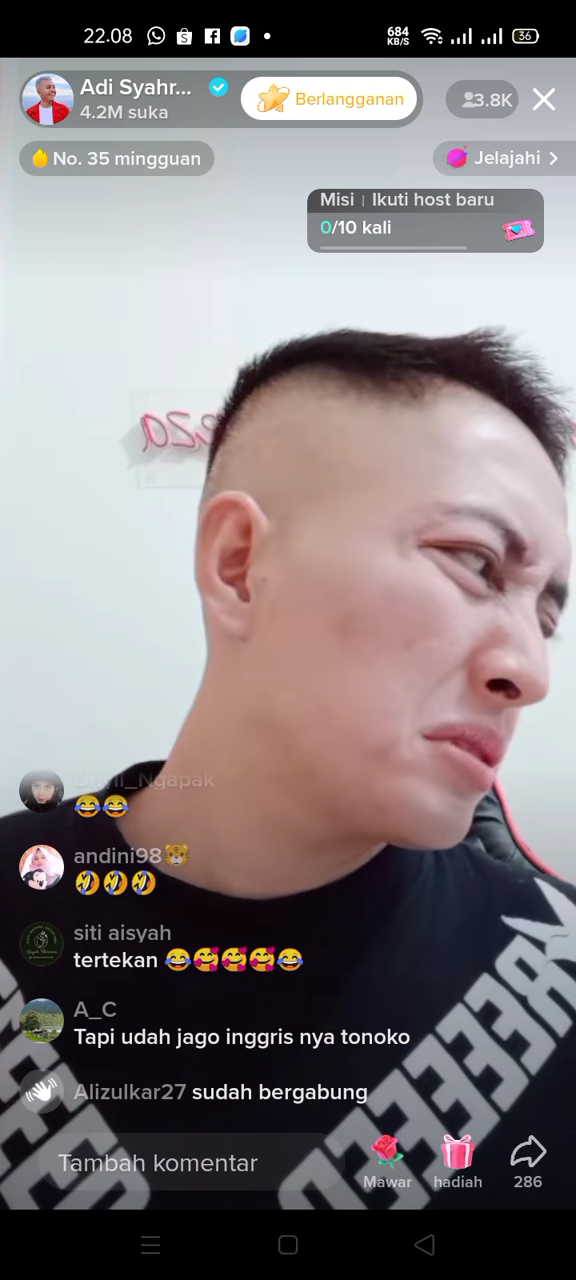 22.08
684
KB/S
36
Adi Syahr...
4.2M suka
Berlangganan
3.8K
No. 35 mingguan
Jelajahi
Misi | Ikuti host baru
0/10 kali
😂😂
andini98🐯
🤣🤣🤣
siti aisyah
tertekan 😂🥰🥰🥰😂
A_C
Tapi udah jago inggris nya tonoko
Alizulkar27 sudah bergabung
Tambah komentar
Mawar
hadiah
286